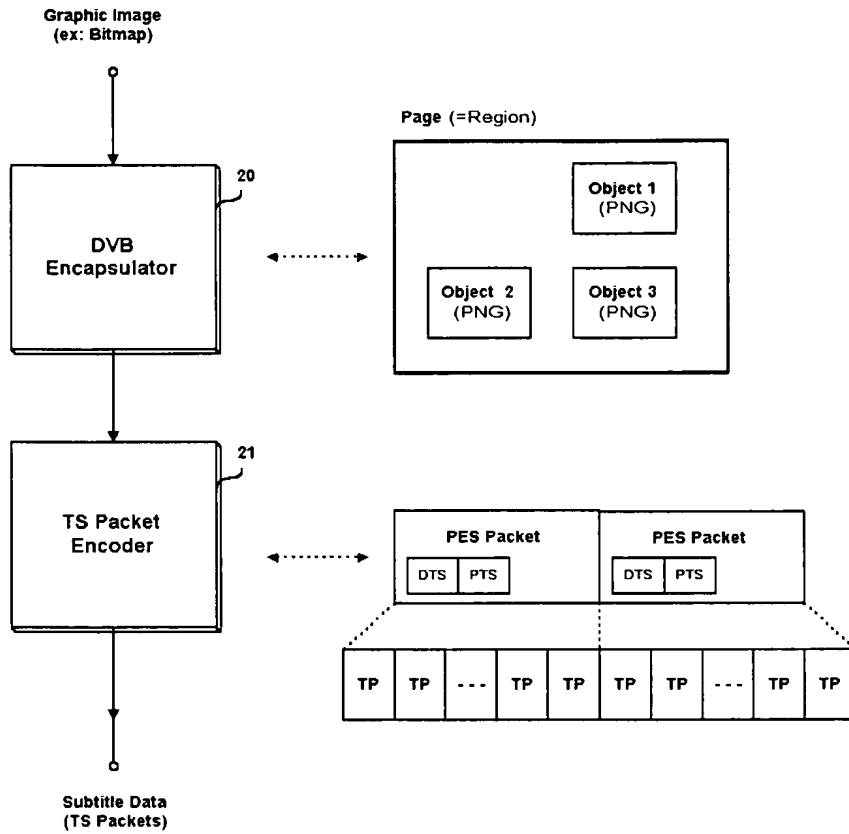 Graphic Image
(ex: Bitmap)
20
DVB
Encapsulator
Page (=Region)
Object 1
(PNG)
Object 2
(PNG)
Object 3
(PNG)
21
TS Packet
Encoder
PES Packet
PES Packet
DTS PTS
DTS PTS
TP TP --- TP TP TP TP --- TP TP
Subtitle Data
(TS Packets)